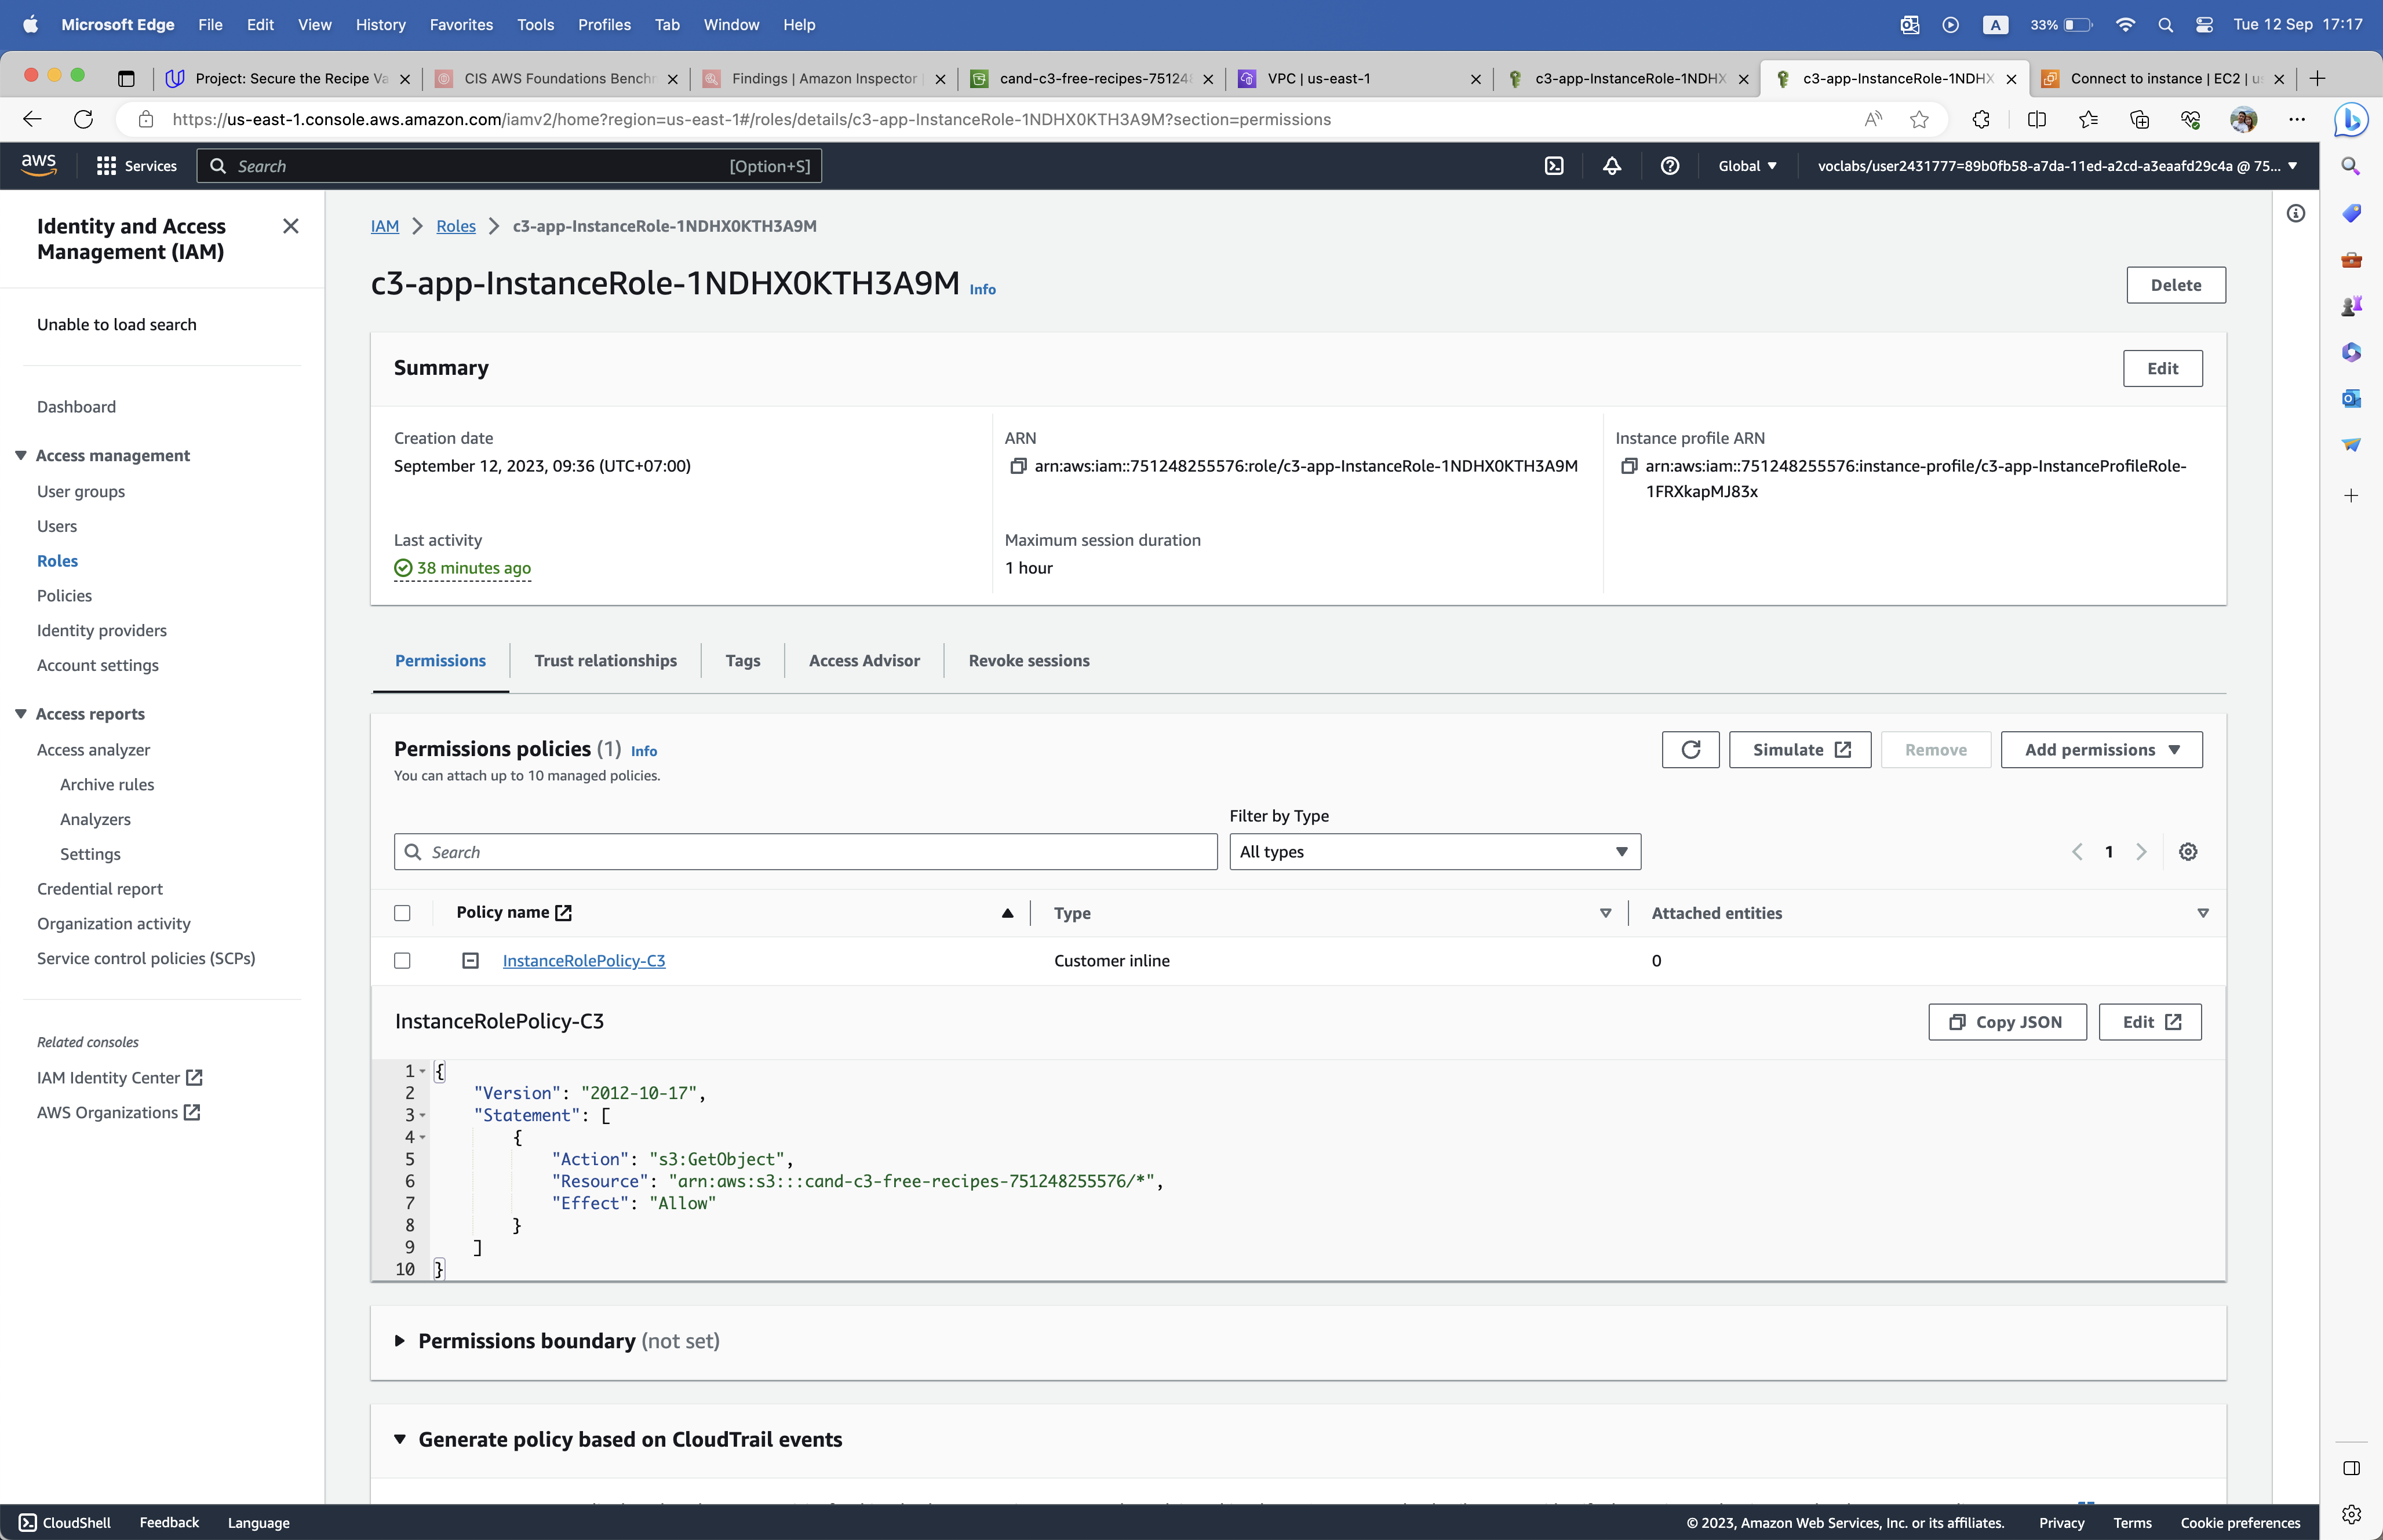 Microsoft Edge File Edit View History Favorites Tools Profiles Tab Window Help A 33% Tue 12 Sep 17:17
Project: Secure the Recipe Va CIS AWS Foundations Benchm Findings | Amazon Inspector cand-c3-free-recipes-75124 VPC | us-east-1 c3-app-InstanceRole-1NDHX c3-app-InstanceRole-1NDHX Connect to instance | EC2 | us
https://us-east-1.console.aws.amazon.com/iamv2/home?region=us-east-1#/roles/details/c3-app-InstanceRole-1NDHX0KTH3A9M?section=permissions
aws Services Search [Option+S] Global voclabs/user2431777=89b0fb58-a7da-11ed-a2cd-a3eaafd29c4a @ 75...
Identity and Access
Management (IAM)
Unable to load search
Dashboard
Access management
User groups
Users
Roles
Policies
Identity providers
Account settings
Access reports
Access analyzer
Archive rules
Analyzers
Settings
Credential report
Organization activity
Service control policies (SCPs)
Related consoles
IAM Identity Center
AWS Organizations
IAM > Roles > c3-app-InstanceRole-1NDHX0KTH3A9M
c3-app-InstanceRole-1NDHX0KTH3A9M Info Delete
Summary Edit
Creation date
September 12, 2023, 09:36 (UTC+07:00)
ARN
arn:aws:iam::751248255576:role/c3-app-InstanceRole-1NDHX0KTH3A9M
Instance profile ARN
arn:aws:iam::751248255576:instance-profile/c3-app-InstanceProfileRole-
1FRXkapMJ83x
Last activity
38 minutes ago
Maximum session duration
1 hour
Permissions Trust relationships Tags Access Advisor Revoke sessions
Permissions policies (1) Info
You can attach up to 10 managed policies.
Simulate Remove Add permissions
Filter by Type
Search All types 1
Policy name Type Attached entities
InstanceRolePolicy-C3 Customer inline 0
InstanceRolePolicy-C3 Copy JSON Edit
1 {
2 "Version": "2012-10-17",
3 "Statement": [
4 {
5 "Action": "s3:GetObject",
6 "Resource": "arn:aws:s3:::cand-c3-free-recipes-751248255576/*",
7 "Effect": "Allow"
8 }
9 ]
10 }
Permissions boundary (not set)
Generate policy based on CloudTrail events
CloudShell Feedback Language © 2023, Amazon Web Services, Inc. or its affiliates. Privacy Terms Cookie preferences